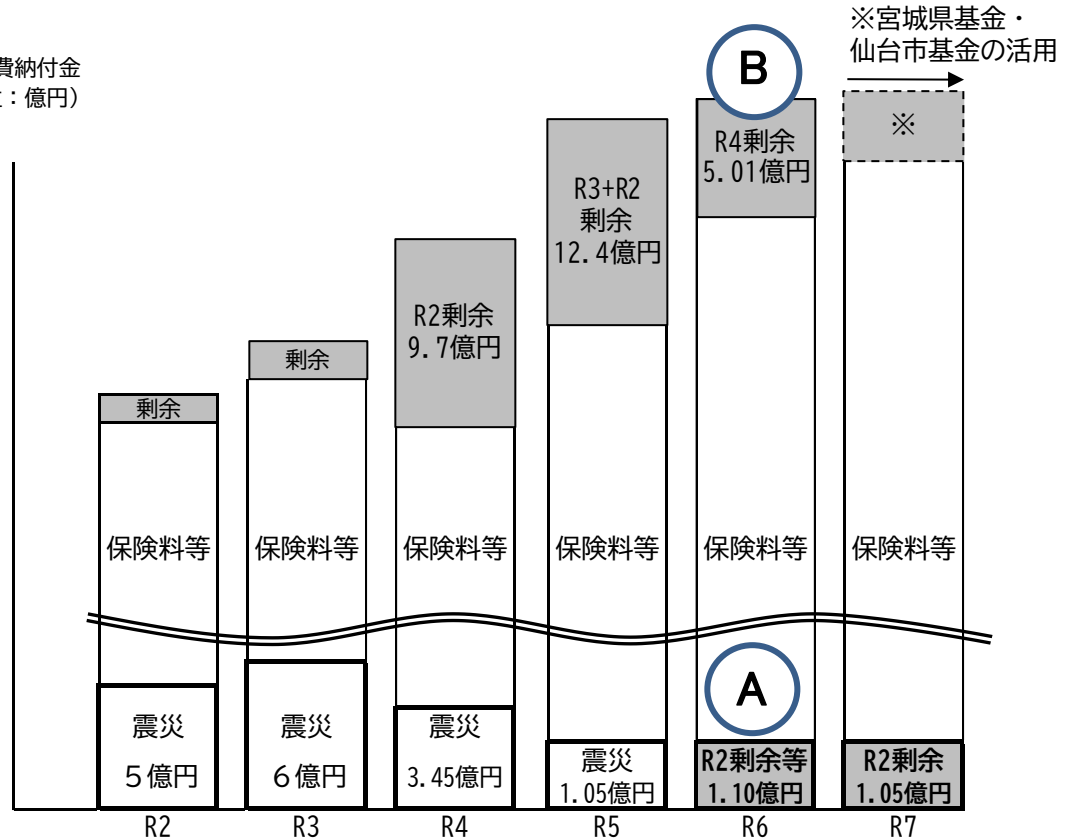 ※宮城県基金・
仙台市基金の活用
費納付金
：億円）
B
※
R4剰余
5.01億円
R3+R2
剰余
12.4億円
R2剰余
9.7億円
剰余
剰余
保険料等
保険料等
保険料等
保険料等
保険料等
保険料等
A
震災
５億円
震災
６億円
震災
3.45億円
震災
1.05億円
R2剰余等
1.10億円
R2剰余
1.05億円
R2
R3
R4
R5
R6
R7